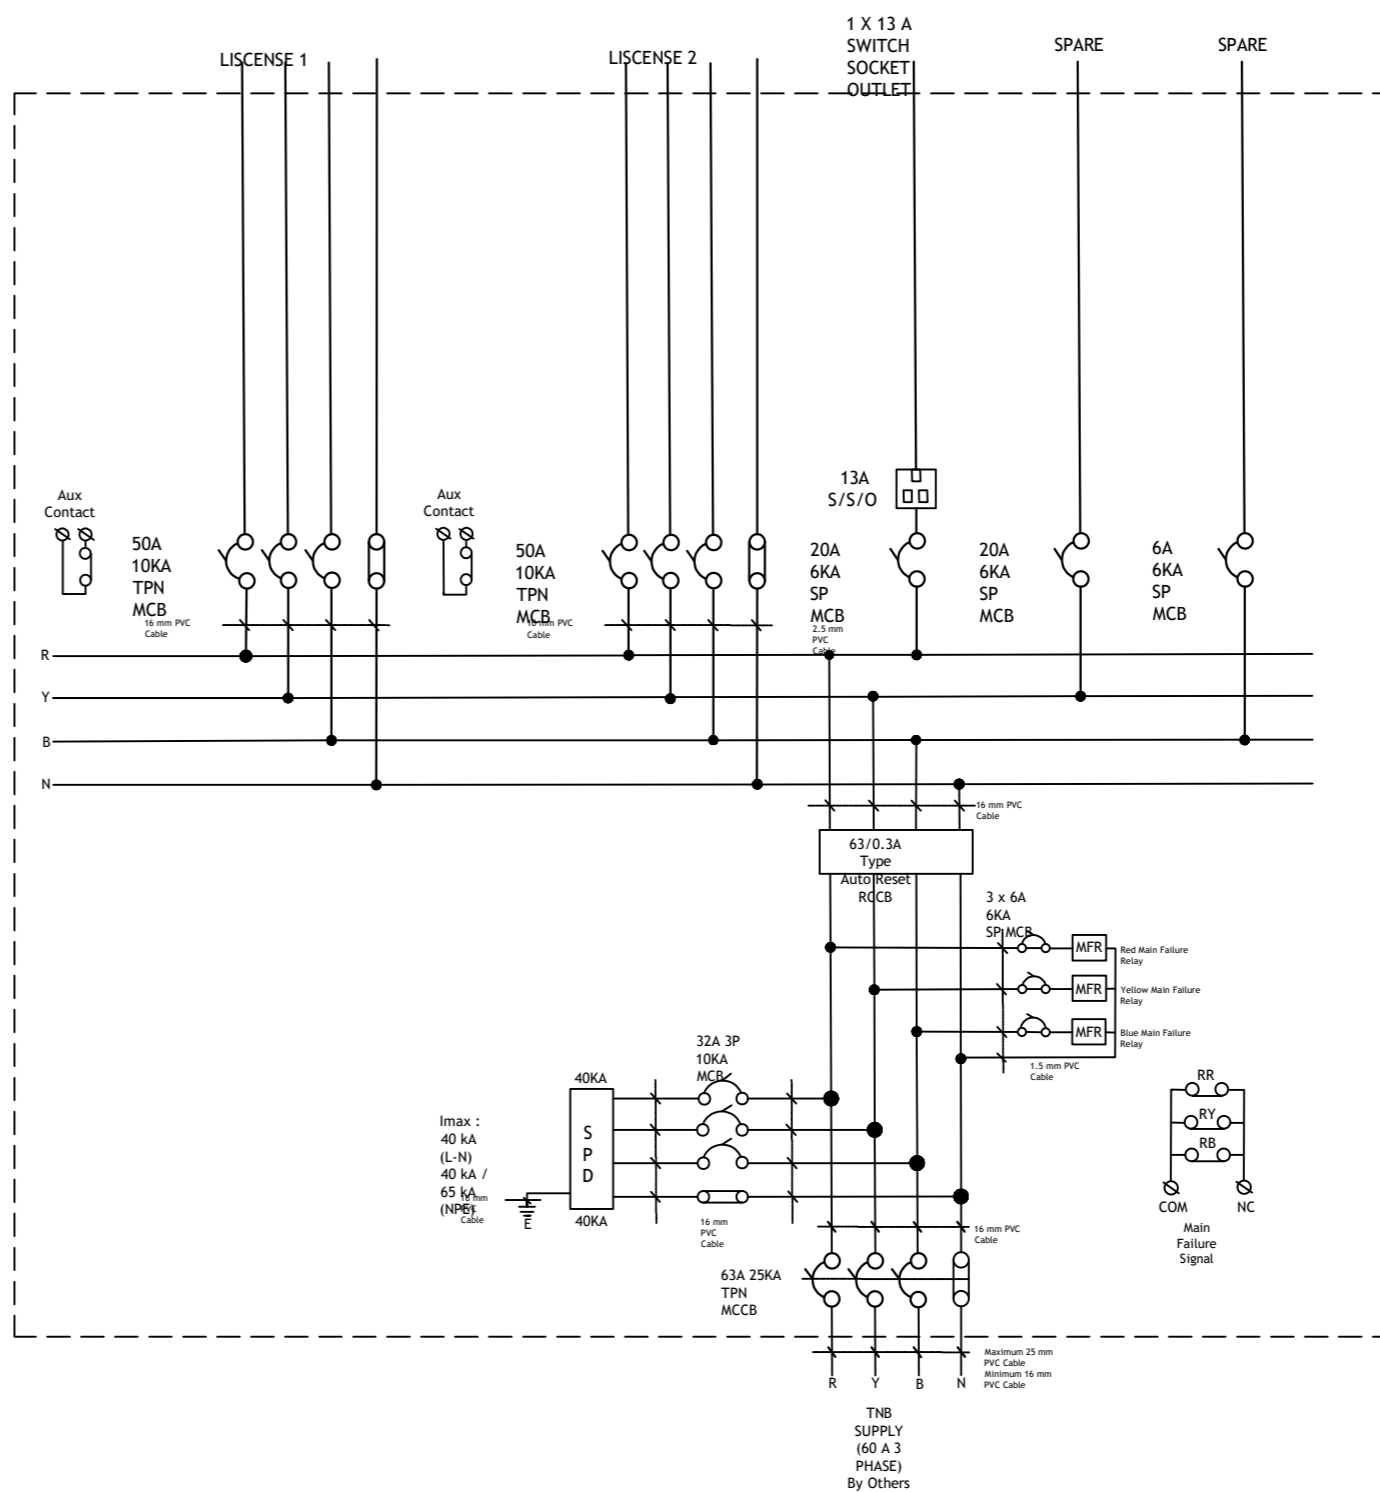 LISCENSE 1
LISCENSE 2
1 X 13 A
SWITCH
SOCKET
OUTLET
SPARE
SPARE
Aux
Contact
50A
10KA
TPN
MCB
16 mm PVC
Cable
Aux
Contact
50A
10KA
TPN
MCB
16 mm PVC
Cable
13A
S/S/O
20A
6KA
SP
MCB
2.5 mm
PVC
Cable
20A
6KA
SP
MCB
6A
6KA
SP
MCB
R
Y
B
N
16 mm PVC
Cable
63/0.3A
Type
Auto Reset
RCCB
3 x 6A
6KA
SP MCB
MFR
Red Main Failure
Relay
MFR
Yellow Main Failure
Relay
MFR
Blue Main Failure
Relay
1.5 mm PVC
Cable
32A 3P
10KA
MCB
40KA
S
P
D
40KA
Imax :
40 kA
(L-N)
40 kA /
65 kA
(NPE)
16 mm
PVC
Cable
E
16 mm
PVC
Cable
RR
RY
RB
COM
NC
Main
Failure
Signal
16 mm PVC
Cable
63A 25KA
TPN
MCCB
Maximum 25 mm
PVC Cable
Minimum 16 mm
PVC Cable
R
Y
B
N
TNB
SUPPLY
(60 A 3
PHASE)
By Others